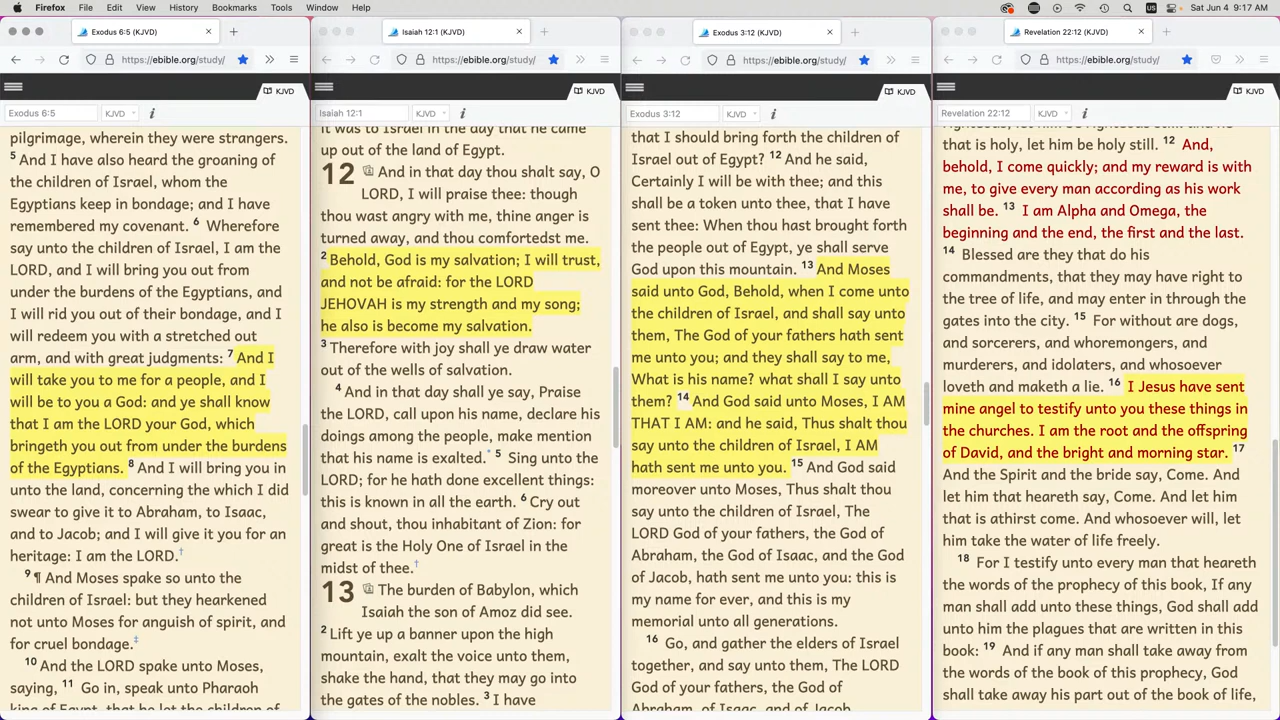 Firefox File Edit View History Bookmarks Tools Window Help
US Sat Jun 4 9:17 AM
Exodus 6:5 (KJVD)
https://ebible.org/study/
KJVD
Exodus 6:5 KJVD i
pilgrimage, wherein they were strangers.
5 And I have also heard the groaning of
the children of Israel, whom the
Egyptians keep in bondage; and I have
remembered my covenant. 6 Wherefore
say unto the children of Israel, I am the
LORD, and I will bring you out from
under the burdens of the Egyptians, and
I will rid you out of their bondage, and I
will redeem you with a stretched out
arm, and with great judgments: 7 And I
will take you to me for a people, and I
will be to you a God: and ye shall know
that I am the LORD your God, which
bringeth you out from under the burdens
of the Egyptians. 8 And I will bring you in
unto the land, concerning the which I did
swear to give it to Abraham, to Isaac,
and to Jacob; and I will give it you for an
heritage: I am the LORD.†
9 ¶ And Moses spake so unto the
children of Israel: but they hearkened
not unto Moses for anguish of spirit, and
for cruel bondage.‡
10 And the LORD spake unto Moses,
saying, 11 Go in, speak unto Pharaoh
king of Egypt, that he let the children of
Isaiah 12:1 (KJVD)
https://ebible.org/study/
KJVD
Isaiah 12:1 KJVD i
it was to Israel in the day that he came
up out of the land of Egypt.
12 And in that day thou shalt say, O
LORD, I will praise thee: though
thou wast angry with me, thine anger is
turned away, and thou comfortedst me.
2 Behold, God is my salvation; I will trust,
and not be afraid: for the LORD
JEHOVAH is my strength and my song;
he also is become my salvation.
3 Therefore with joy shall ye draw water
out of the wells of salvation.
4 And in that day shall ye say, Praise
the LORD, call upon his name, declare his
doings among the people, make mention
that his name is exalted.* 5 Sing unto the
LORD; for he hath done excellent things:
this is known in all the earth. 6 Cry out
and shout, thou inhabitant of Zion: for
great is the Holy One of Israel in the
midst of thee.†
13 The burden of Babylon, which
Isaiah the son of Amoz did see.
2 Lift ye up a banner upon the high
mountain, exalt the voice unto them,
shake the hand, that they may go into
the gates of the nobles. 3 I have
Exodus 3:12 (KJVD)
https://ebible.org/study/
KJVD
Exodus 3:12 KJVD i
that I should bring forth the children of
Israel out of Egypt? 12 And he said,
Certainly I will be with thee; and this
shall be a token unto thee, that I have
sent thee: When thou hast brought forth
the people out of Egypt, ye shall serve
God upon this mountain. 13 And Moses
said unto God, Behold, when I come unto
the children of Israel, and shall say unto
them, The God of your fathers hath sent
me unto you; and they shall say to me,
What is his name? what shall I say unto
them? 14 And God said unto Moses, I AM
THAT I AM: and he said, Thus shalt thou
say unto the children of Israel, I AM
hath sent me unto you. 15 And God said
moreover unto Moses, Thus shalt thou
say unto the children of Israel, The
LORD God of your fathers, the God of
Abraham, the God of Isaac, and the God
of Jacob, hath sent me unto you: this is
my name for ever, and this is my
memorial unto all generations.
16 Go, and gather the elders of Israel
together, and say unto them, The LORD
God of your fathers, the God of
Abraham, of Isaac, and of Jacob
Revelation 22:12 (KJVD)
https://ebible.org/study/
KJVD
Revelation 22:12 KJVD i
righteous, let him be righteous still: and he
that is holy, let him be holy still. 12 And,
behold, I come quickly; and my reward is with
me, to give every man according as his work
shall be. 13 I am Alpha and Omega, the
beginning and the end, the first and the last.
14 Blessed are they that do his
commandments, that they may have right to
the tree of life, and may enter in through the
gates into the city. 15 For without are dogs,
and sorcerers, and whoremongers, and
murderers, and idolaters, and whosoever
loveth and maketh a lie. 16 I Jesus have sent
mine angel to testify unto you these things in
the churches. I am the root and the offspring
of David, and the bright and morning star. 17
And the Spirit and the bride say, Come. And
let him that heareth say, Come. And let him
that is athirst come. And whosoever will, let
him take the water of life freely.
18 For I testify unto every man that heareth
the words of the prophecy of this book, If any
man shall add unto these things, God shall add
unto him the plagues that are written in this
book: 19 And if any man shall take away from
the words of the book of this prophecy, God
shall take away his part out of the book of life,